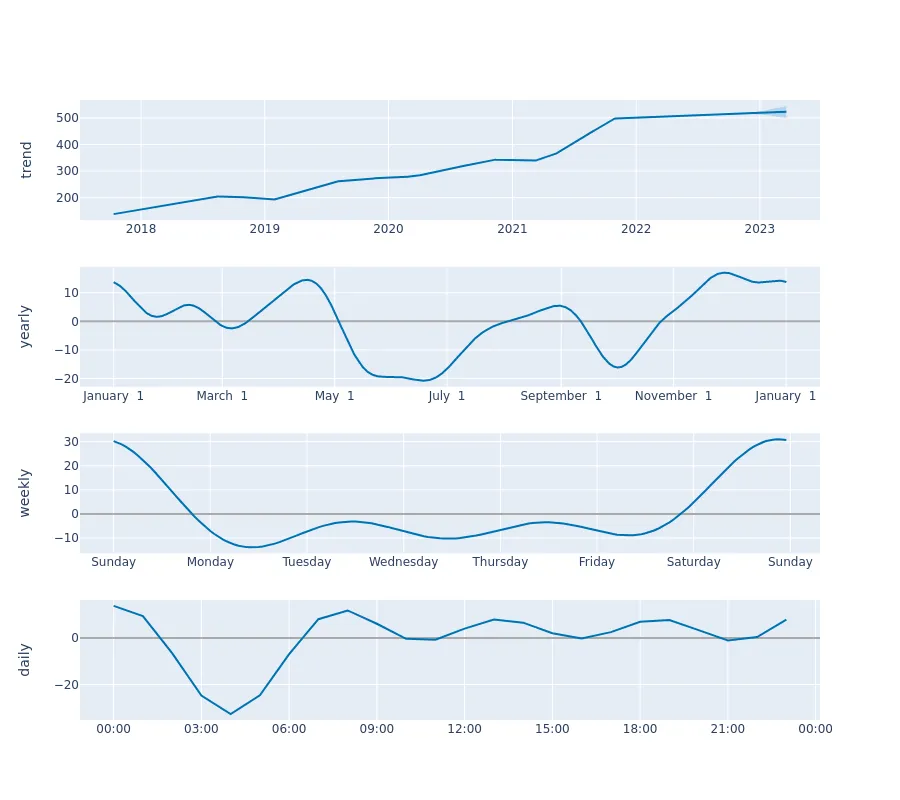 trend
500
400
300
200
2018 2019 2020 2021 2022 2023
yearly
10
0
−10
−20
January 1 March 1 May 1 July 1 September 1 November 1 January 1
weekly
30
20
10
0
−10
Sunday Monday Tuesday Wednesday Thursday Friday Saturday Sunday
daily
0
−20
00:00 03:00 06:00 09:00 12:00 15:00 18:00 21:00 00:00